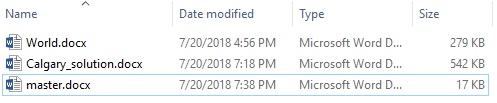 Name Date modified Type Size
World.docx 7/20/2018 4:56 PM Microsoft Word D... 279 KB
Calgary_solution.docx 7/20/2018 7:18 PM Microsoft Word D... 542 KB
master.docx 7/20/2018 7:38 PM Microsoft Word D... 17 KB